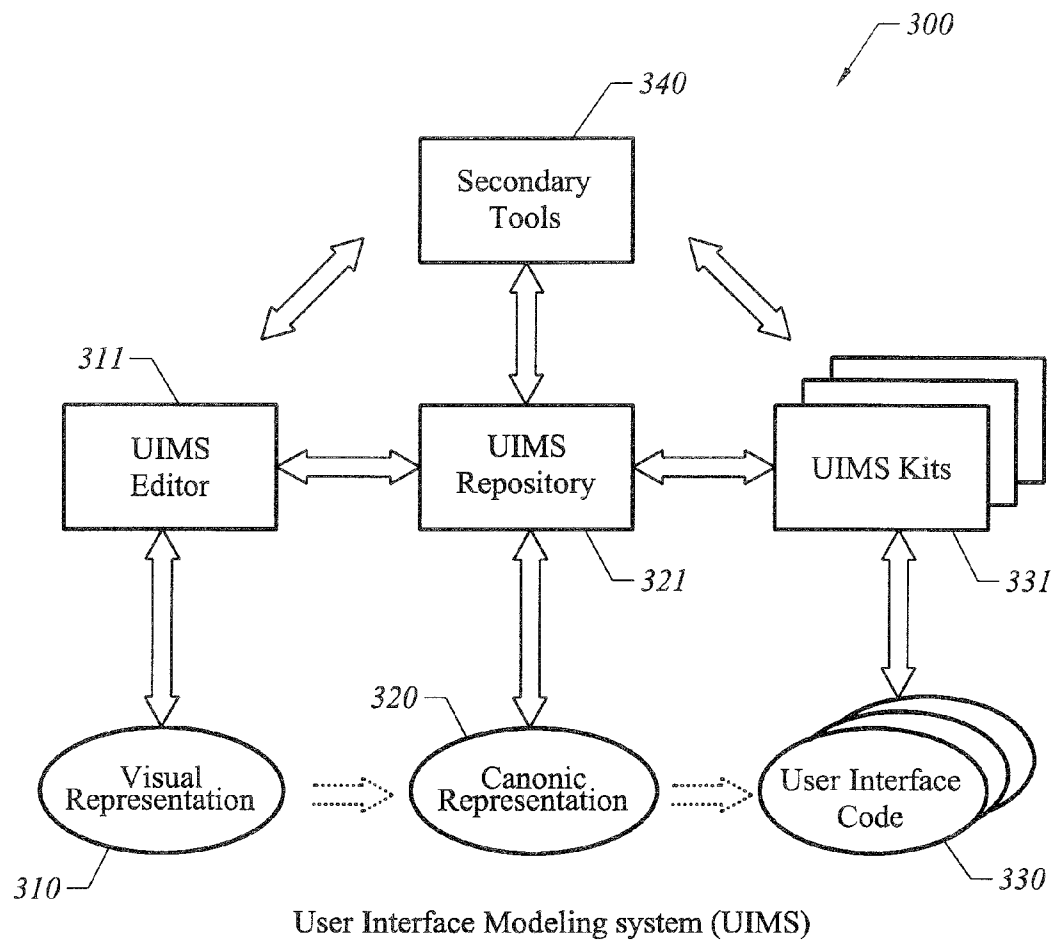 300
340
Secondary
Tools
311
UIMS
Editor
UIMS
Repository
UIMS Kits
321
331
320
Visual
Representation
Canonic
Representation
User Interface
Code
310
330
User Interface Modeling system (UIMS)